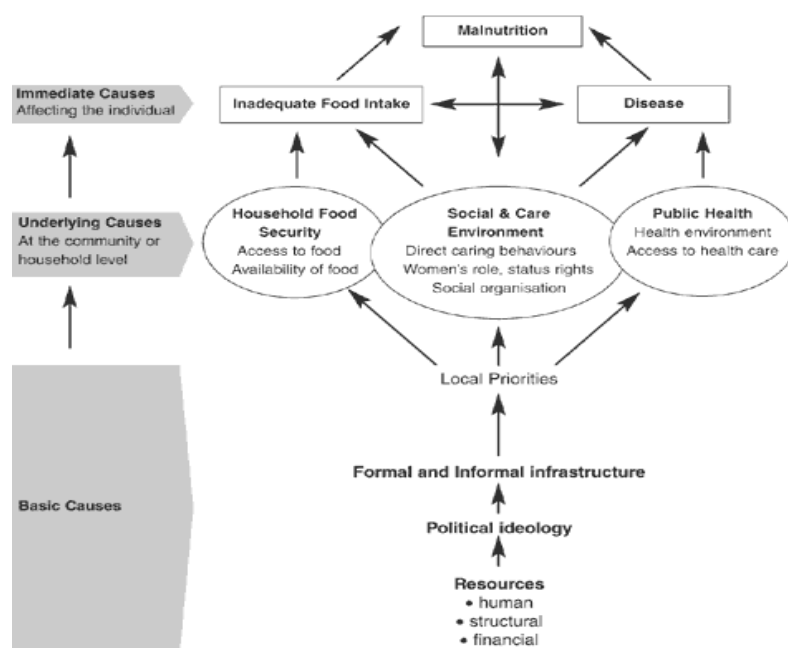 Malnutrition
Immediate Causes
Affecting the individual
Inadequate Food Intake
Disease
Underlying Causes
At the community or
household level
Household Food
Security
Access to food
Availability of food
Social & Care
Environment
Direct caring behaviours
Women's role, status rights
Social organisation
Public Health
Health environment
Access to health care
Local Priorities
Formal and Informal infrastructure
Basic Causes
Political ideology
Resources
• human
• structural
• financial